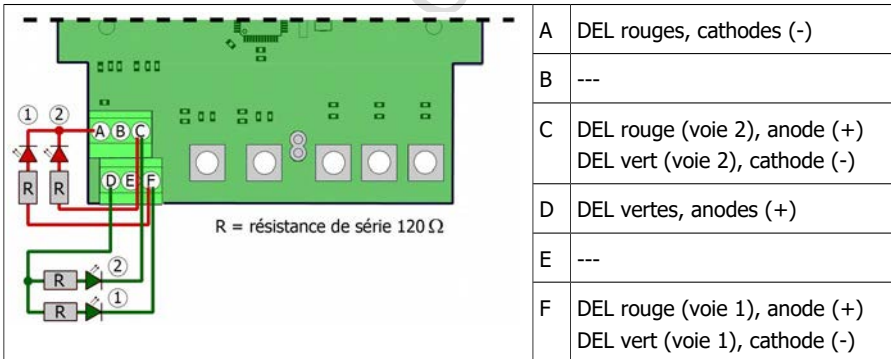 ① ②
A B C
R R
D E F
R = résistance de série 120 Ω
②
R
①
R
A DEL rouges, cathodes (-)
B ---
C DEL rouge (voie 2), anode (+)
DEL vert (voie 2), cathode (-)
D DEL vertes, anodes (+)
E ---
F DEL rouge (voie 1), anode (+)
DEL vert (voie 1), cathode (-)